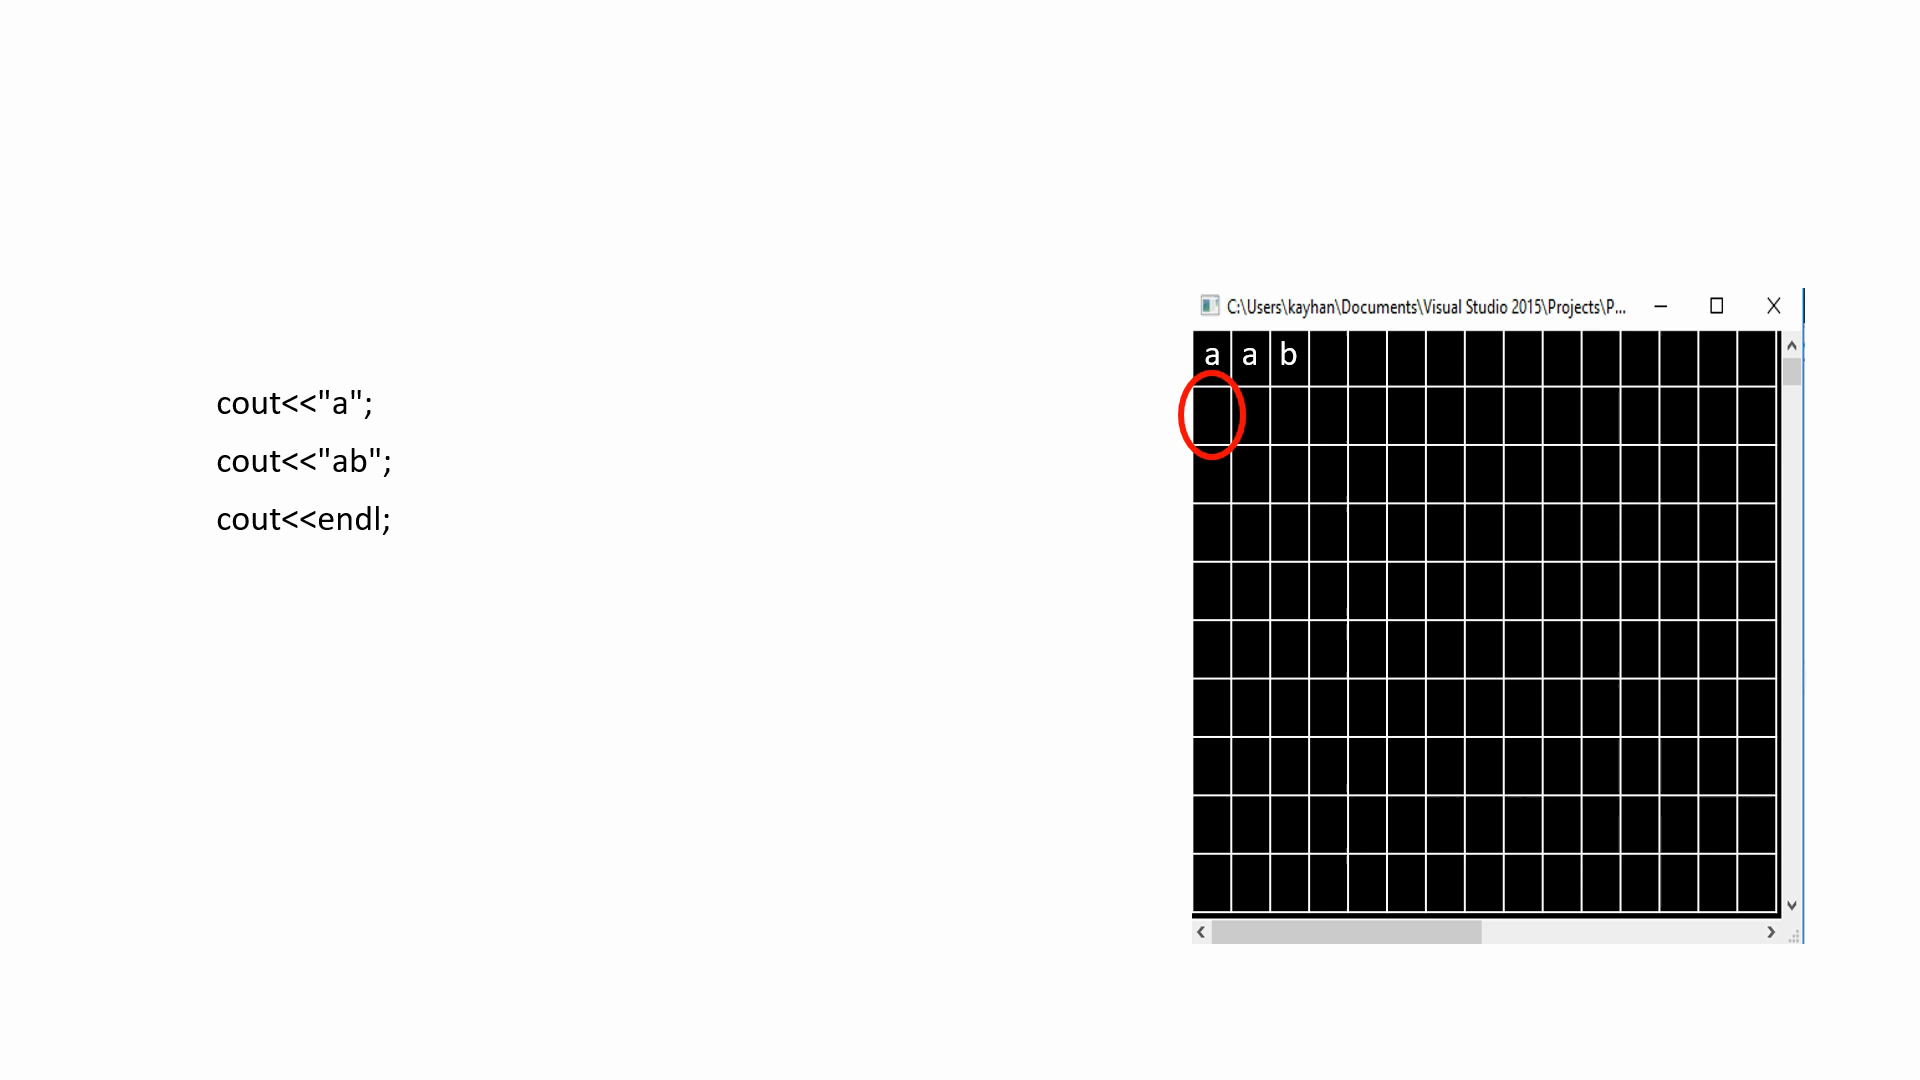 cout<<"a";
cout<<"ab";
cout<<endl;
C:\Users\kayhan\Documents\Visual Studio 2015\Projects\P...
a a b